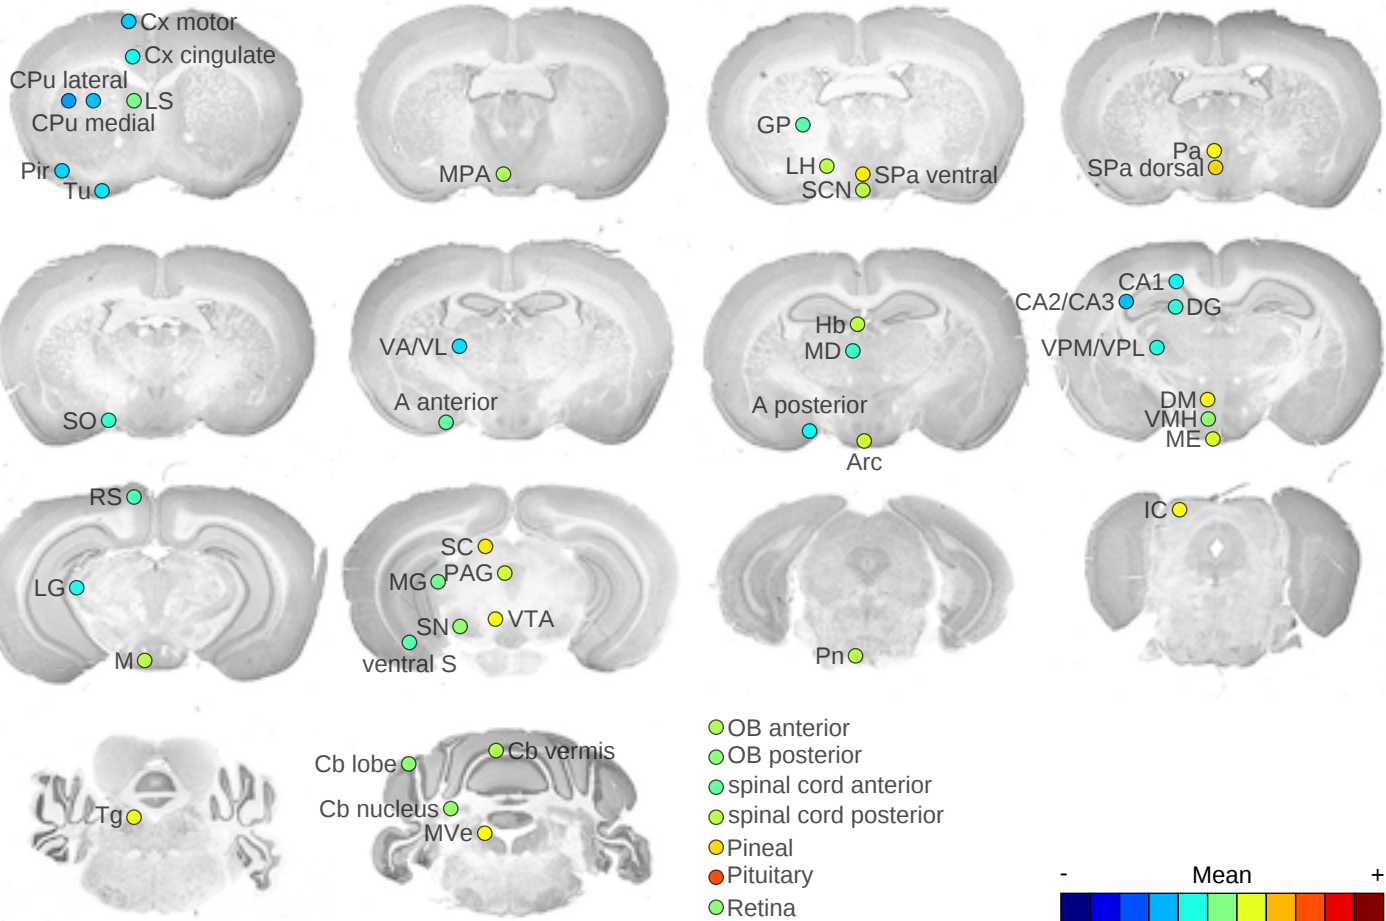 Cx motor
Cx cingulate
CPu lateral
LS
CPu medial
Pir
Tu
MPA
GP
LH
SPa ventral
SCN
Pa
SPa dorsal
SO
VA/VL
A anterior
Hb
MD
A posterior
Arc
CA1
CA2/CA3
DG
VPM/VPL
DM
VMH
ME
RS
LG
M
SC
PAG
MG
VTA
SN
ventral S
Pn
IC
Tg
Cb lobe
Cb vermis
Cb nucleus
MVe
OB anterior
OB posterior
spinal cord anterior
spinal cord posterior
Pineal
Pituitary
Retina
- Mean +